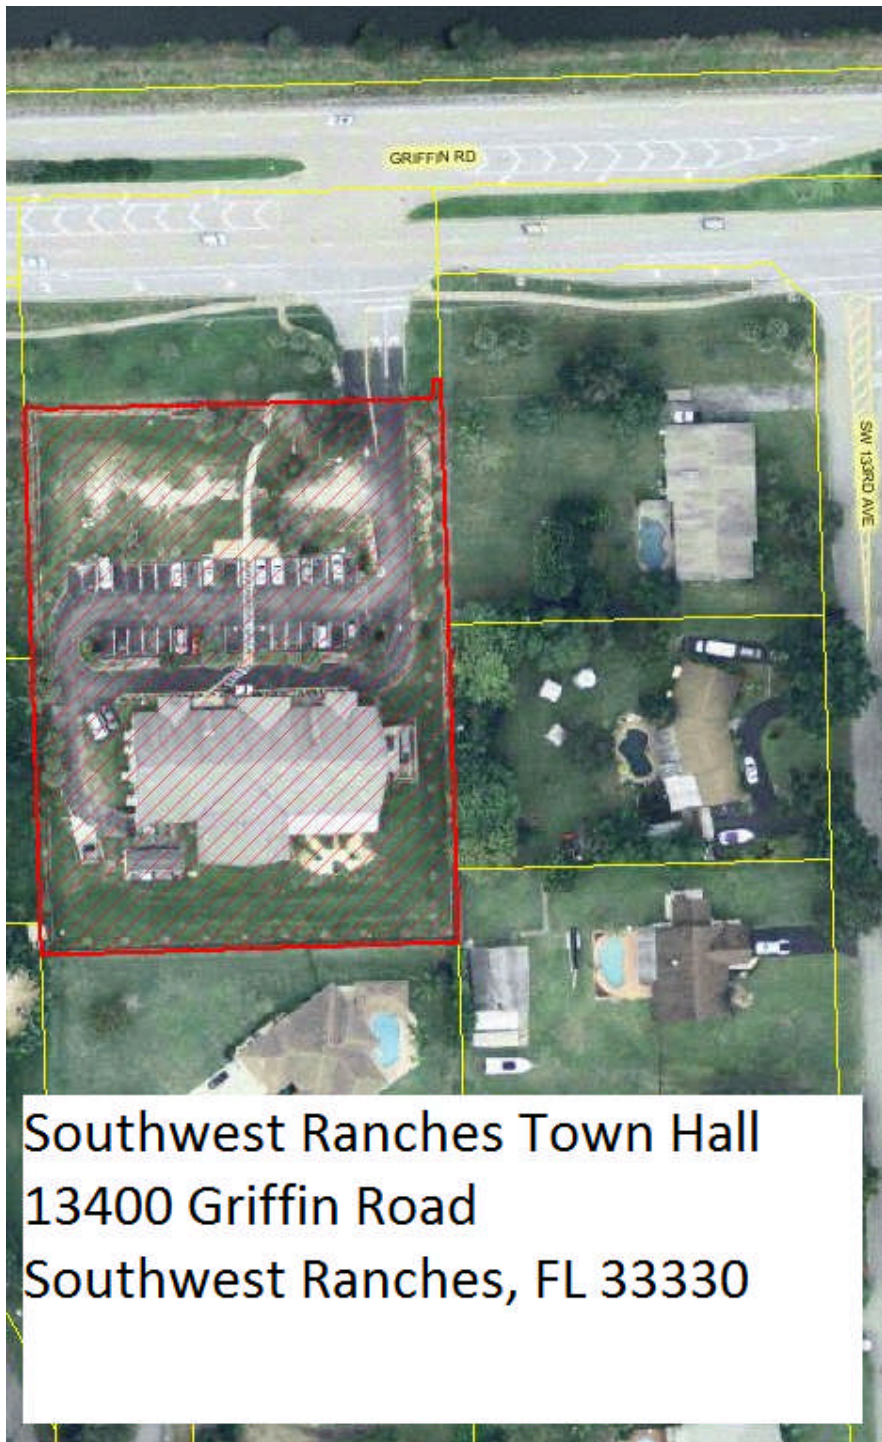 GRIFFIN RD
SW 133RD AVE
Southwest Ranches Town Hall
13400 Griffin Road
Southwest Ranches, FL 33330